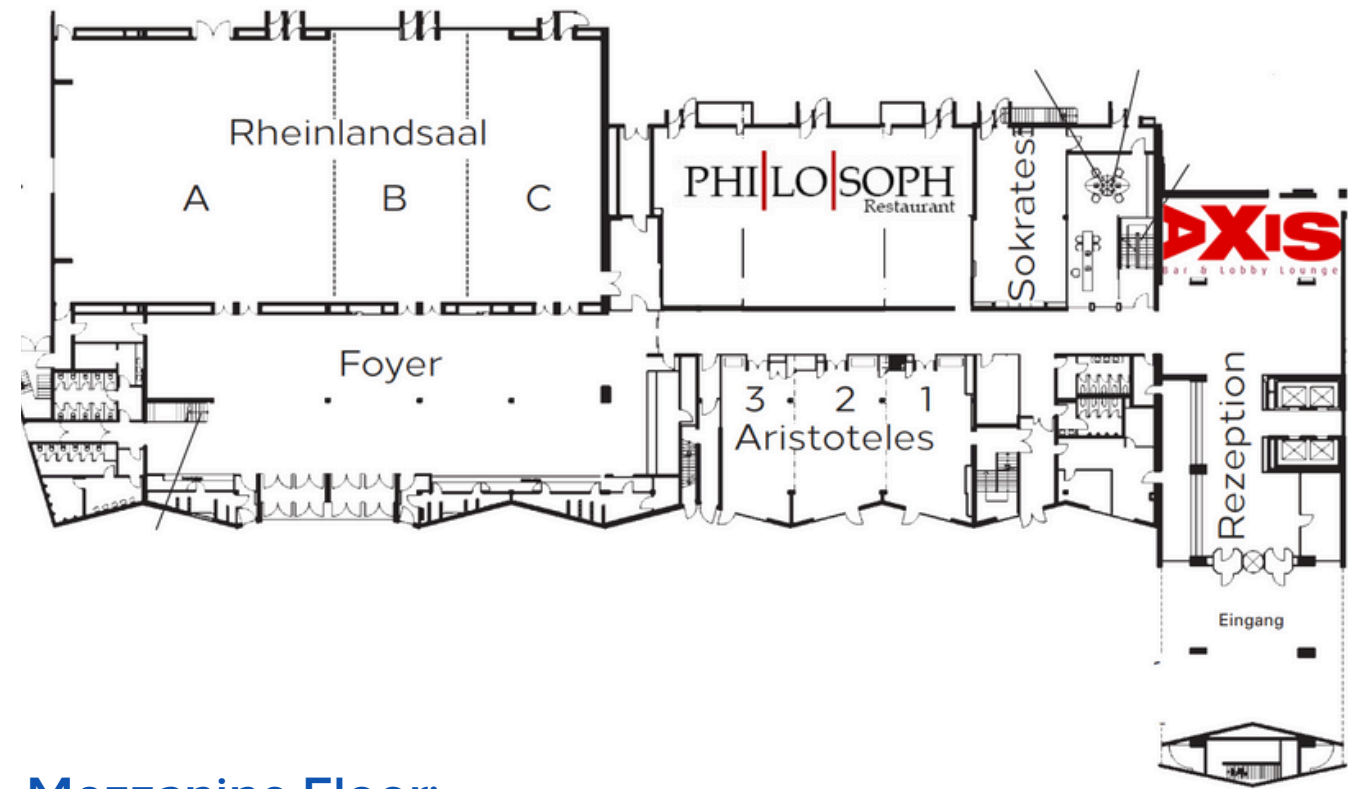 Rheinlandsaal
A
B
C
PHI|LO|SOPH
Restaurant
Sokrates
AXIS
Bar & Lobby Lounge
Foyer
3
2
1
Aristoteles
Rezeption
Eingang
Mezzanine Floor: